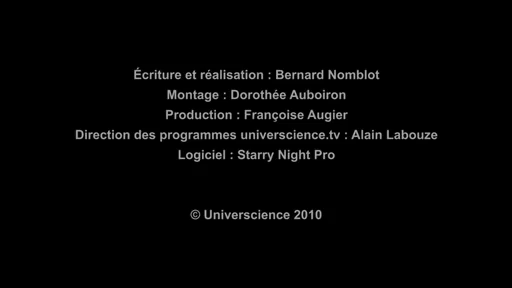 Écriture et réalisation : Bernard Nomblot
Montage : Dorothée Auboiron
Production : Françoise Augier
Direction des programmes universcience.tv : Alain Labouze
Logiciel : Starry Night Pro
© Universcience 2010